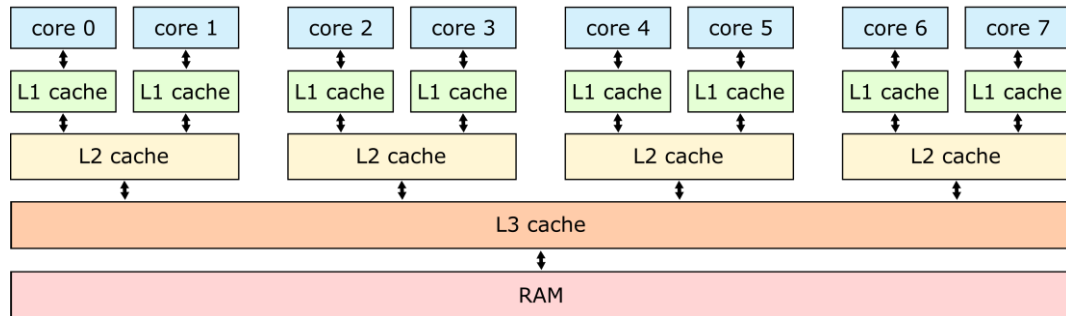 core 0 core 1 core 2 core 3 core 4 core 5 core 6 core 7
L1 cache L1 cache L1 cache L1 cache L1 cache L1 cache L1 cache L1 cache
L2 cache L2 cache L2 cache L2 cache
L3 cache
RAM